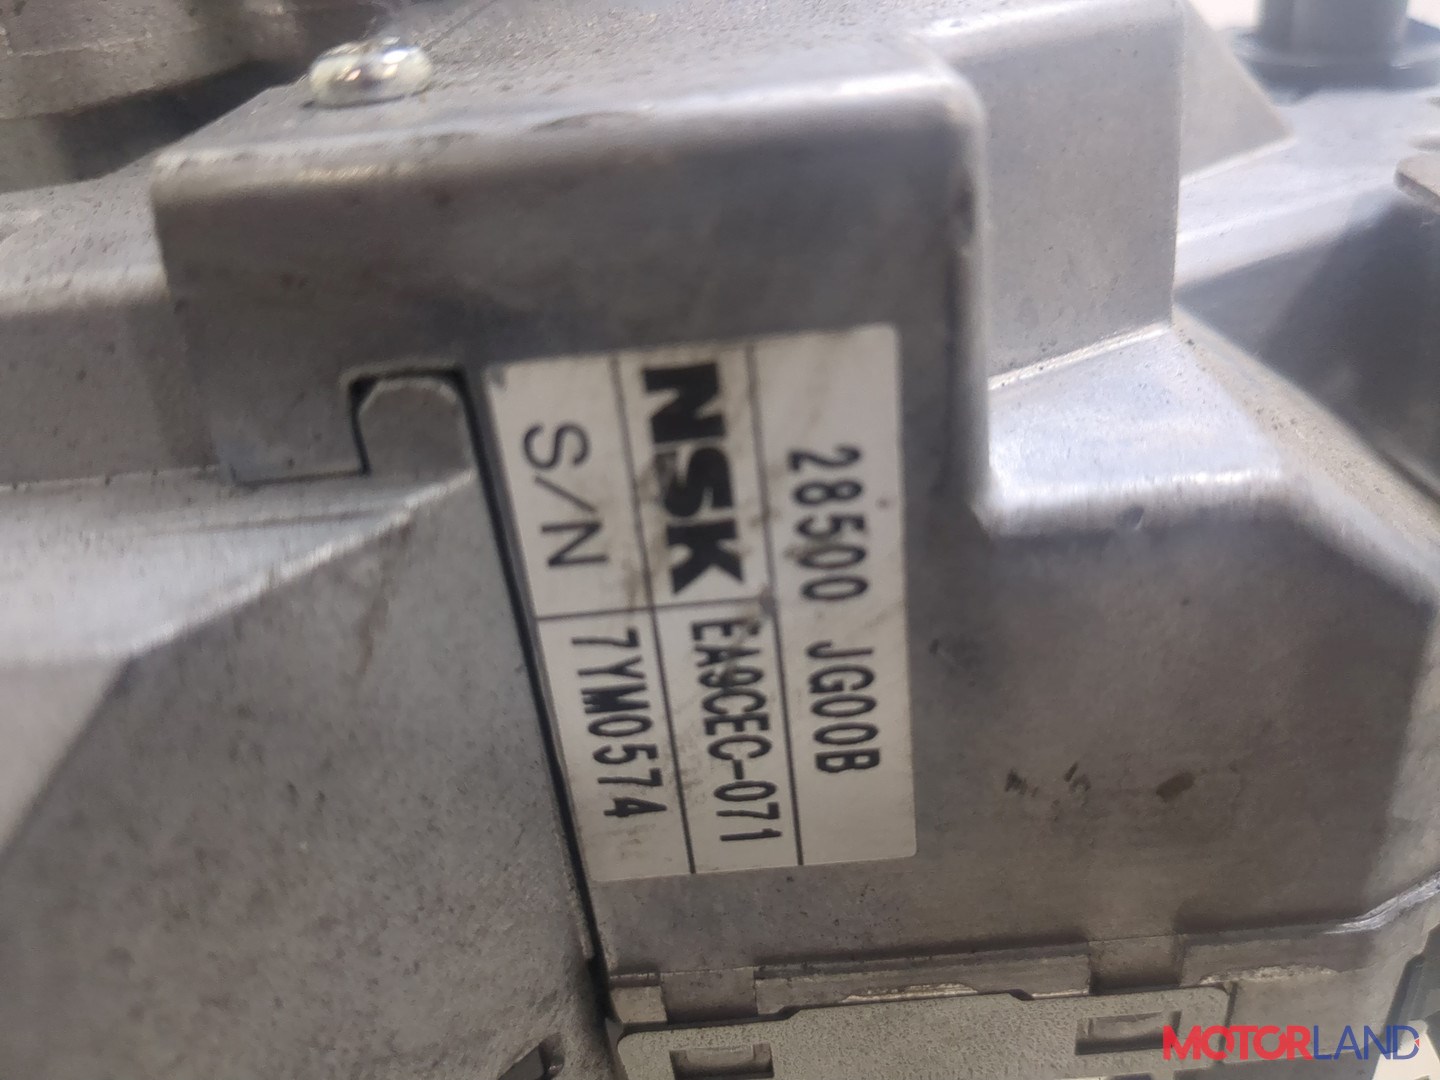 28500 JG00B
NSK EA9CEC-071
S/N 7YM0574
MOTORLAND